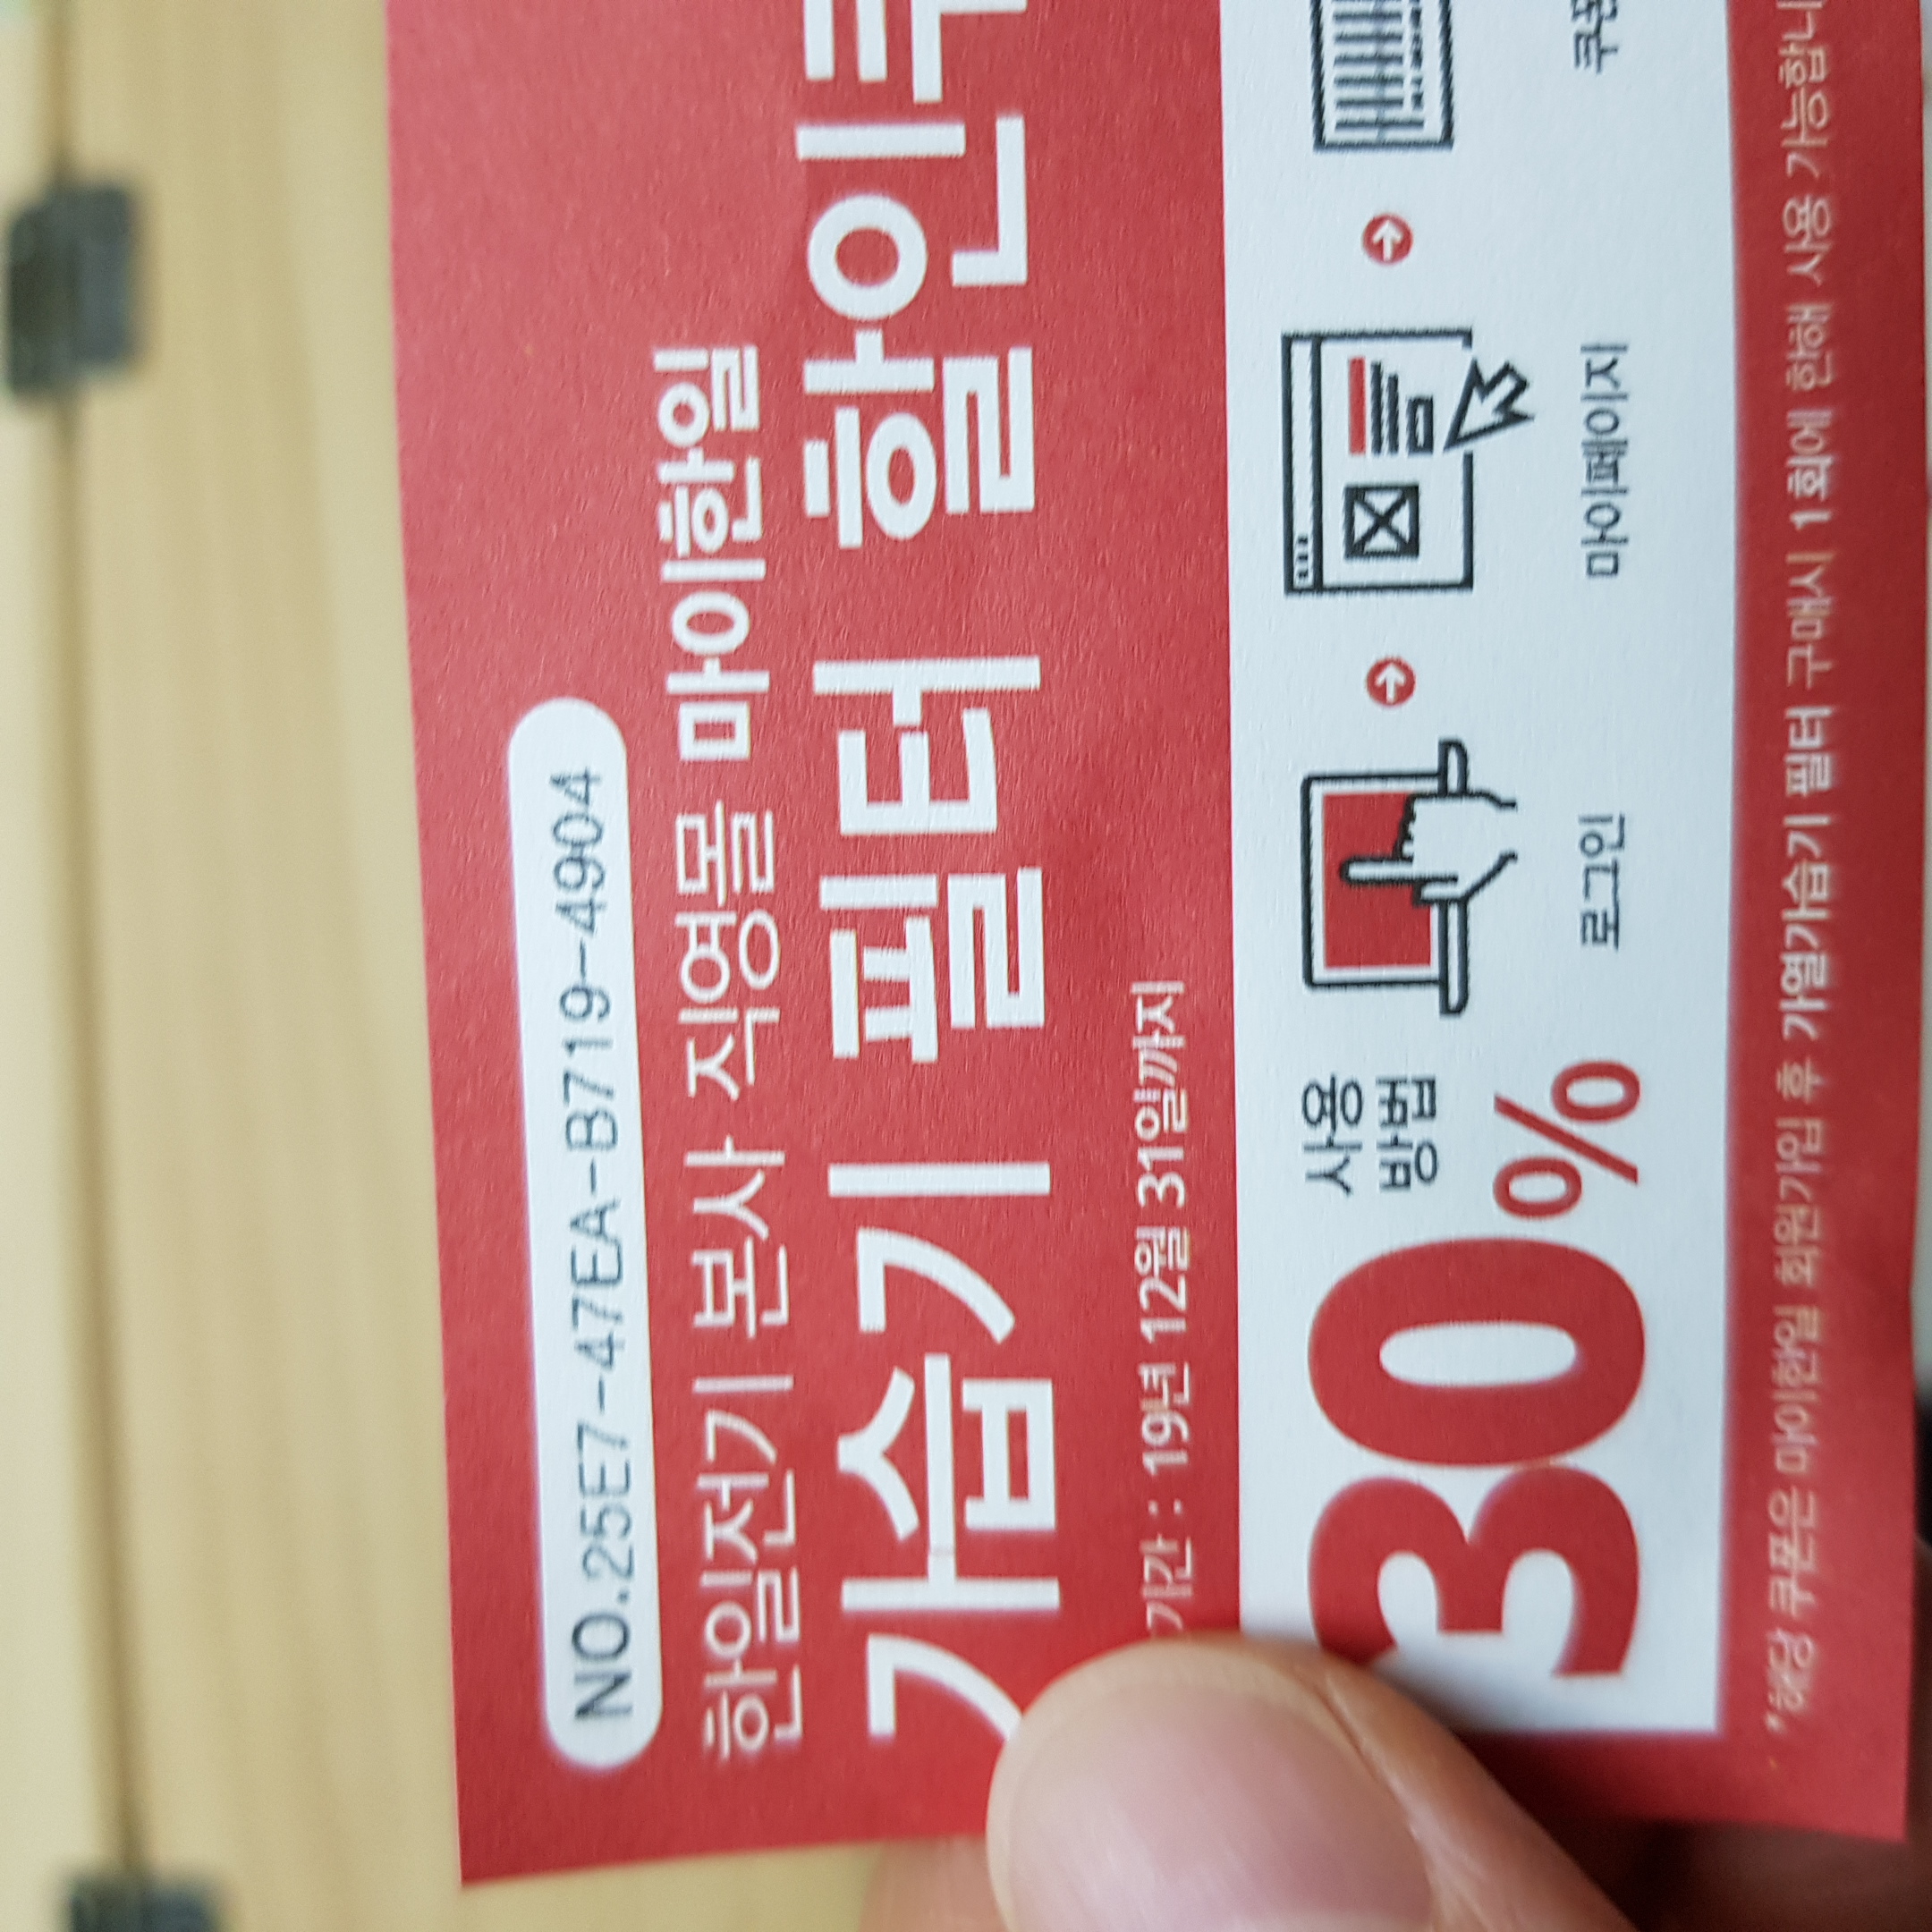 NO.25E7-47EA-B719-4904
한일전기 본사 직영몰 마이한일
가습기 필터 할인
기간 : 19년 12월 31일까지
30%
사용
방법
로그인
마이페이지
*해당 쿠폰은 마이한일 회원가입 후 가열가습기 필터 구매시 1회에 한해 사용 가능합니